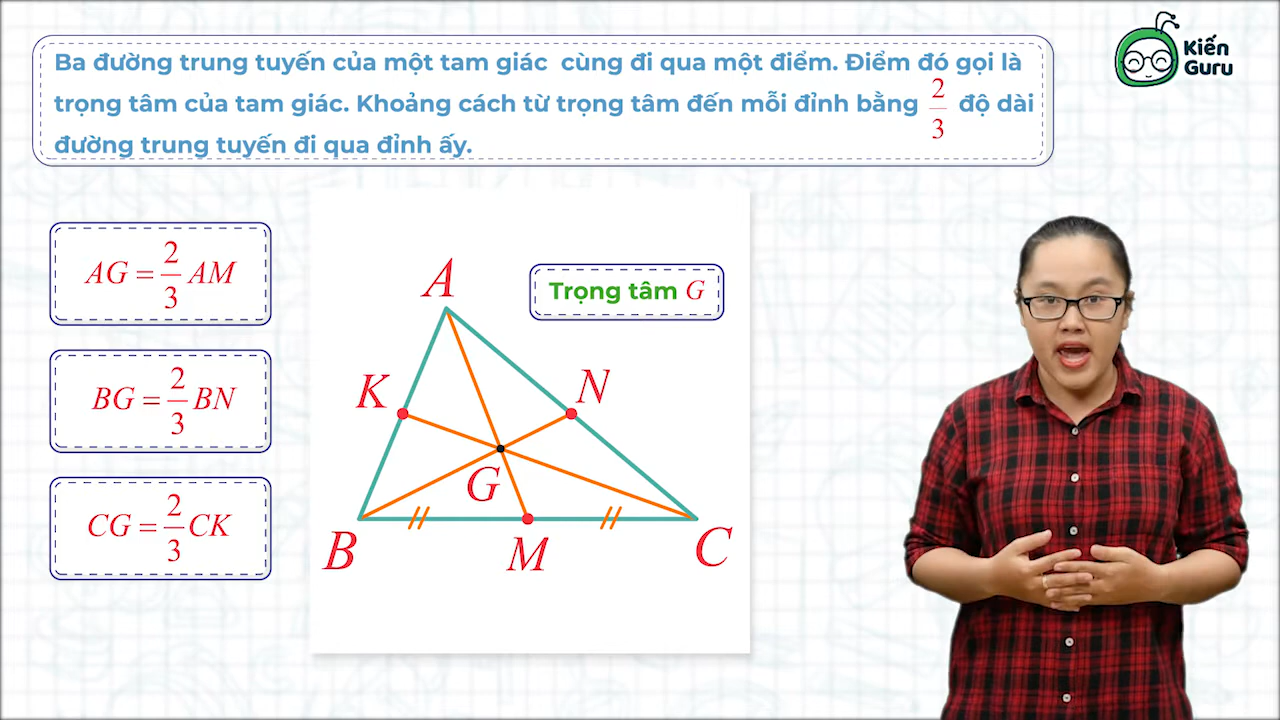 Ba đường trung tuyến của một tam giác cùng đi qua một điểm. Điểm đó gọi là
trọng tâm của tam giác. Khoảng cách từ trọng tâm đến mỗi đỉnh bằng 2/3 độ dài
đường trung tuyến đi qua đỉnh ấy.
Kiến
Guru
AG = 2/3 AM
BG = 2/3 BN
CG = 2/3 CK
Trọng tâm G
A
K
N
G
B
M
C